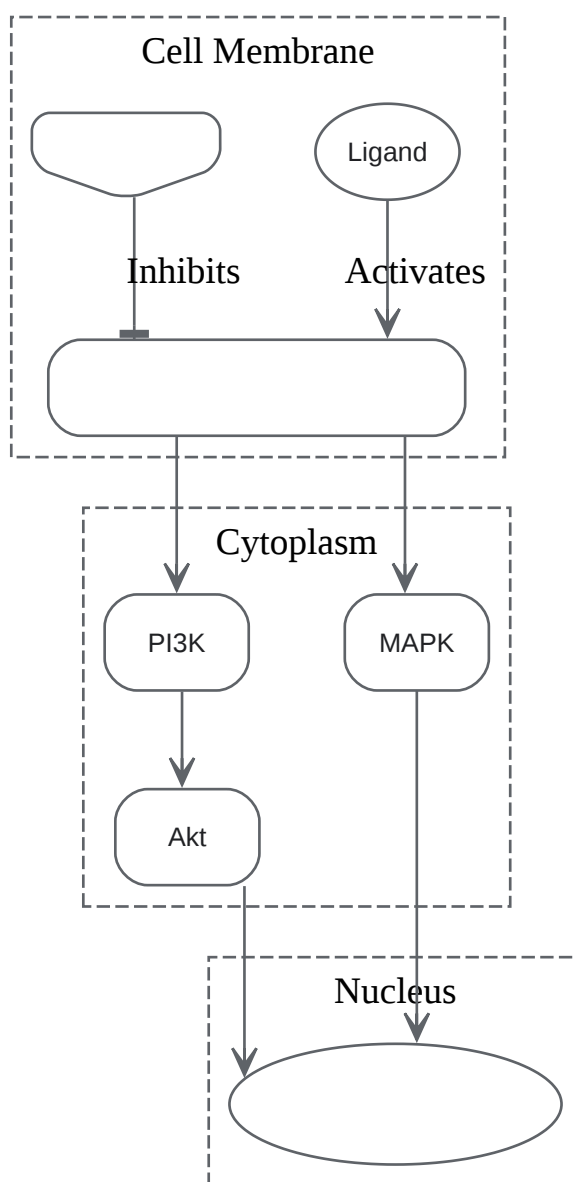 Cell Membrane
Ligand
Inhibits
Activates
Cytoplasm
PI3K
MAPK
Akt
Nucleus